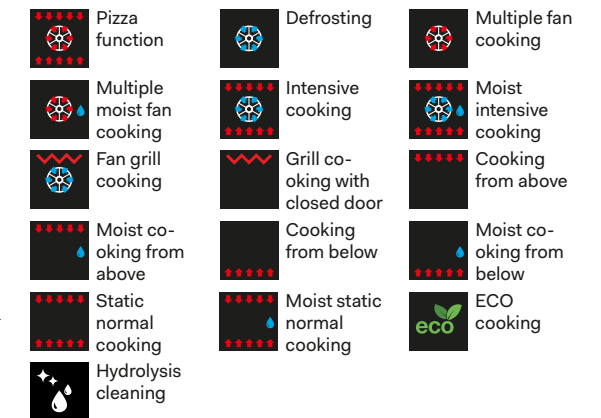 Pizza
function
Defrosting
Multiple fan
cooking
Multiple
moist fan
cooking
Intensive
cooking
Moist
intensive
cooking
Fan grill
cooking
Grill co-
oking with
closed door
Cooking
from above
Moist co-
oking from
above
Cooking
from below
Moist co-
oking from
below
Static
normal
cooking
Moist static
normal
cooking
eco
ECO
cooking
Hydrolysis
cleaning